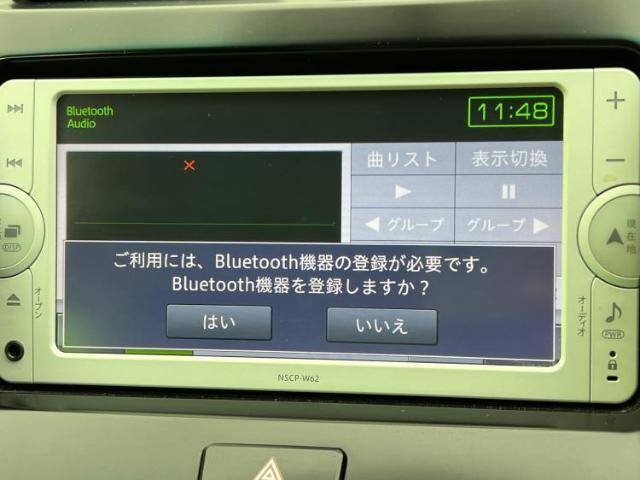 Bluetooth
Audio
11:48
曲リスト
表示切換
◀ グループ
グループ ▶
ご利用には、Bluetooth機器の登録が必要です。
Bluetooth機器を登録しますか？
はい
いいえ
DISP
オープン
現在地
オーディオ
PWR
NSCP-W62